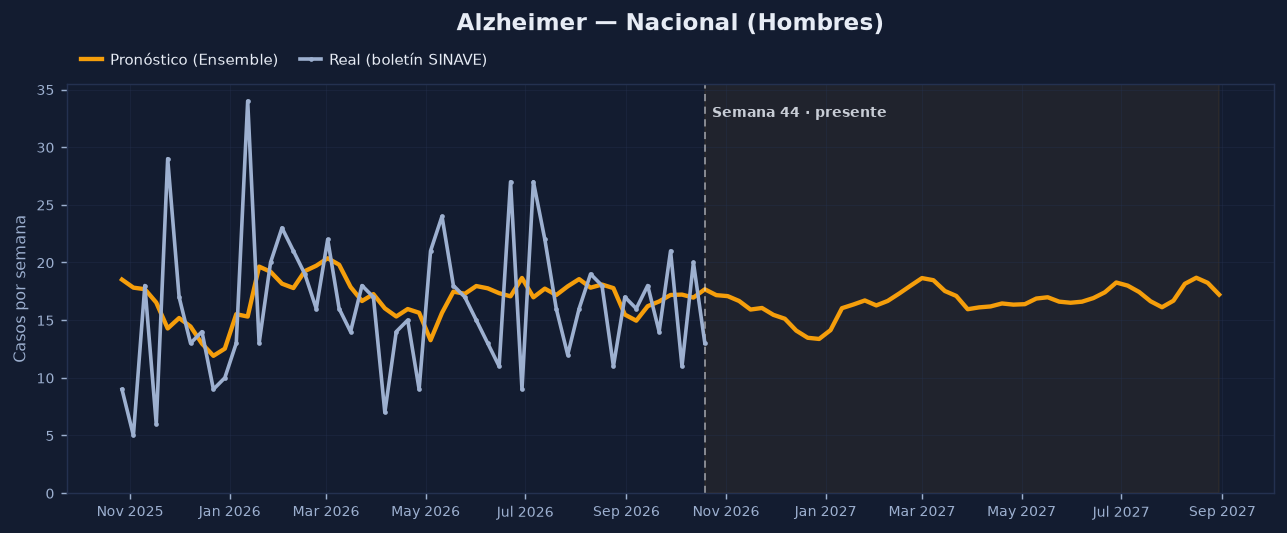 Alzheimer — Nacional (Hombres)
Pronóstico (Ensemble)
Real (boletín SINAVE)
Semana 44 · presente
Casos por semana
35
30
25
20
15
10
5
0
Nov 2025
Jan 2026
Mar 2026
May 2026
Jul 2026
Sep 2026
Nov 2026
Jan 2027
Mar 2027
May 2027
Jul 2027
Sep 2027